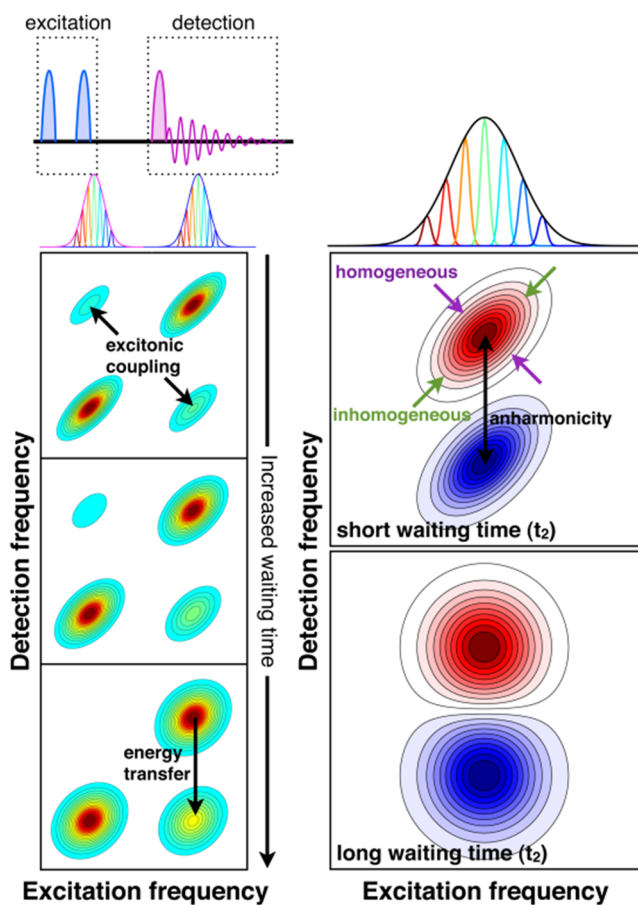 excitation
detection
excitonic
coupling
energy
transfer
Detection frequency
Increased waiting time
Excitation frequency
homogeneous
inhomogeneous
anharmonicity
short waiting time (t₂)
long waiting time (t₂)
Detection frequency
Excitation frequency